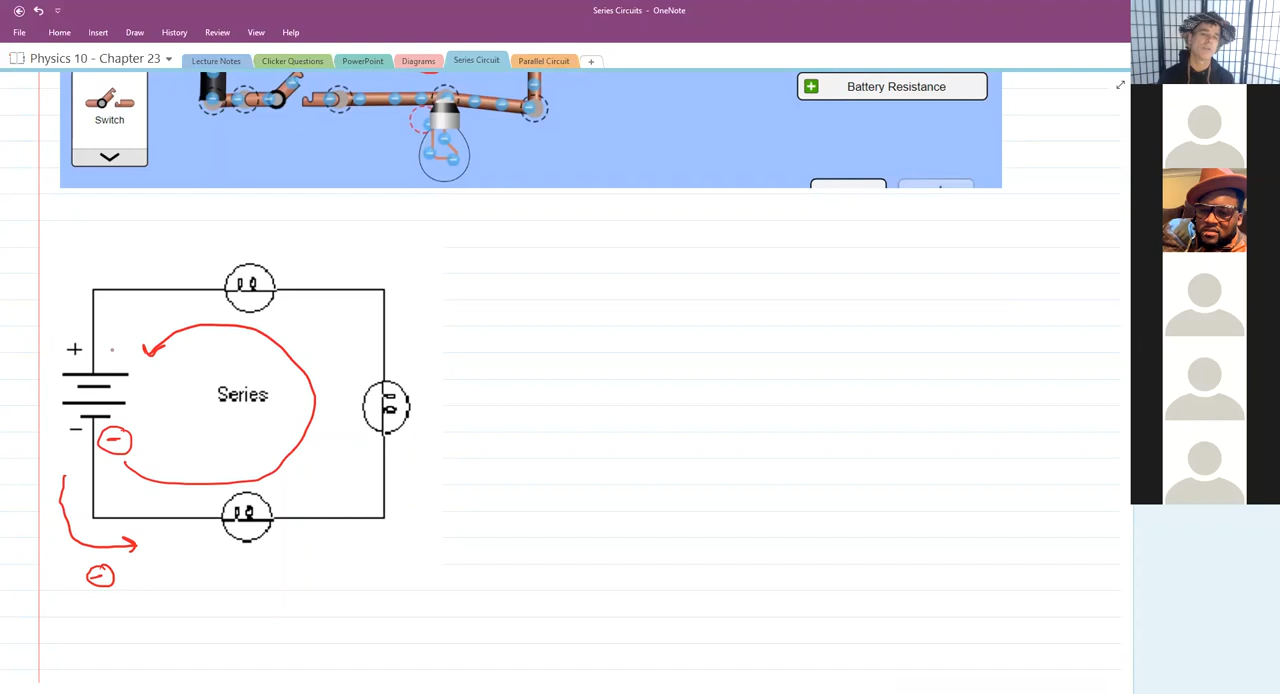 Series Circuits - OneNote
File Home Insert Draw History Review View Help
Physics 10 - Chapter 23 Lecture Notes Clicker Questions PowerPoint Diagrams Series Circuit Parallel Circuit +
Battery Resistance
Switch
+
Series
-
-
-